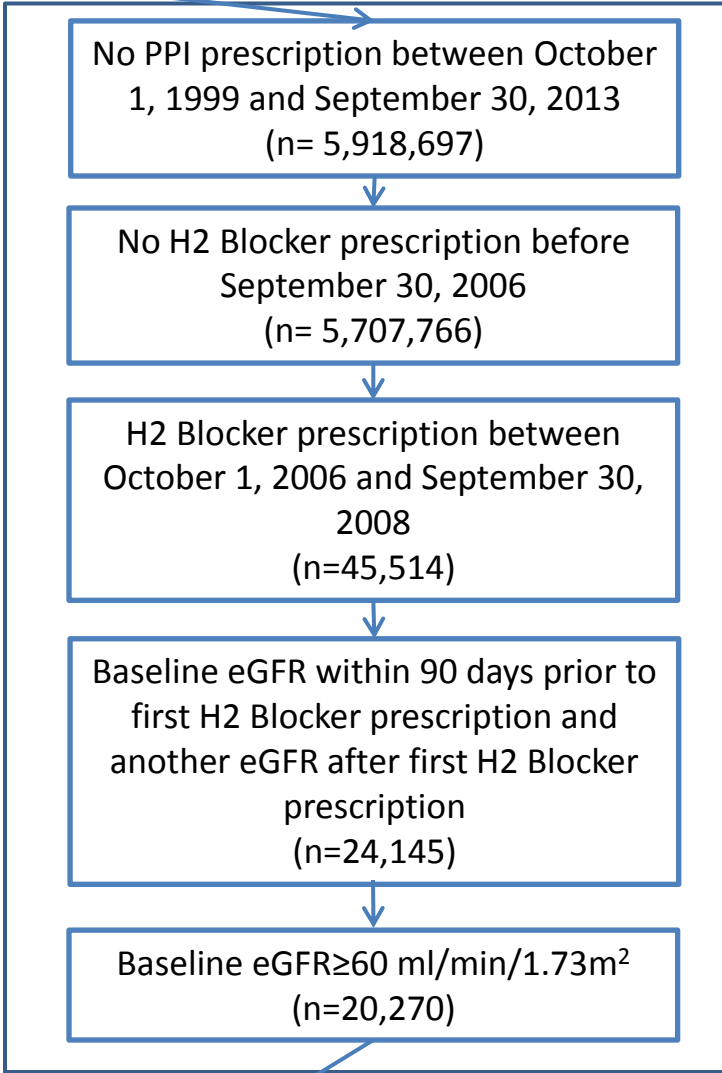 No PPI prescription between October
1, 1999 and September 30, 2013
(n= 5,918,697)
No H2 Blocker prescription before
September 30, 2006
(n= 5,707,766)
H2 Blocker prescription between
October 1, 2006 and September 30,
2008
(n=45,514)
Baseline eGFR within 90 days prior to
first H2 Blocker prescription and
another eGFR after first H2 Blocker
prescription
(n=24,145)
Baseline eGFR≥60 ml/min/1.73m²
(n=20,270)